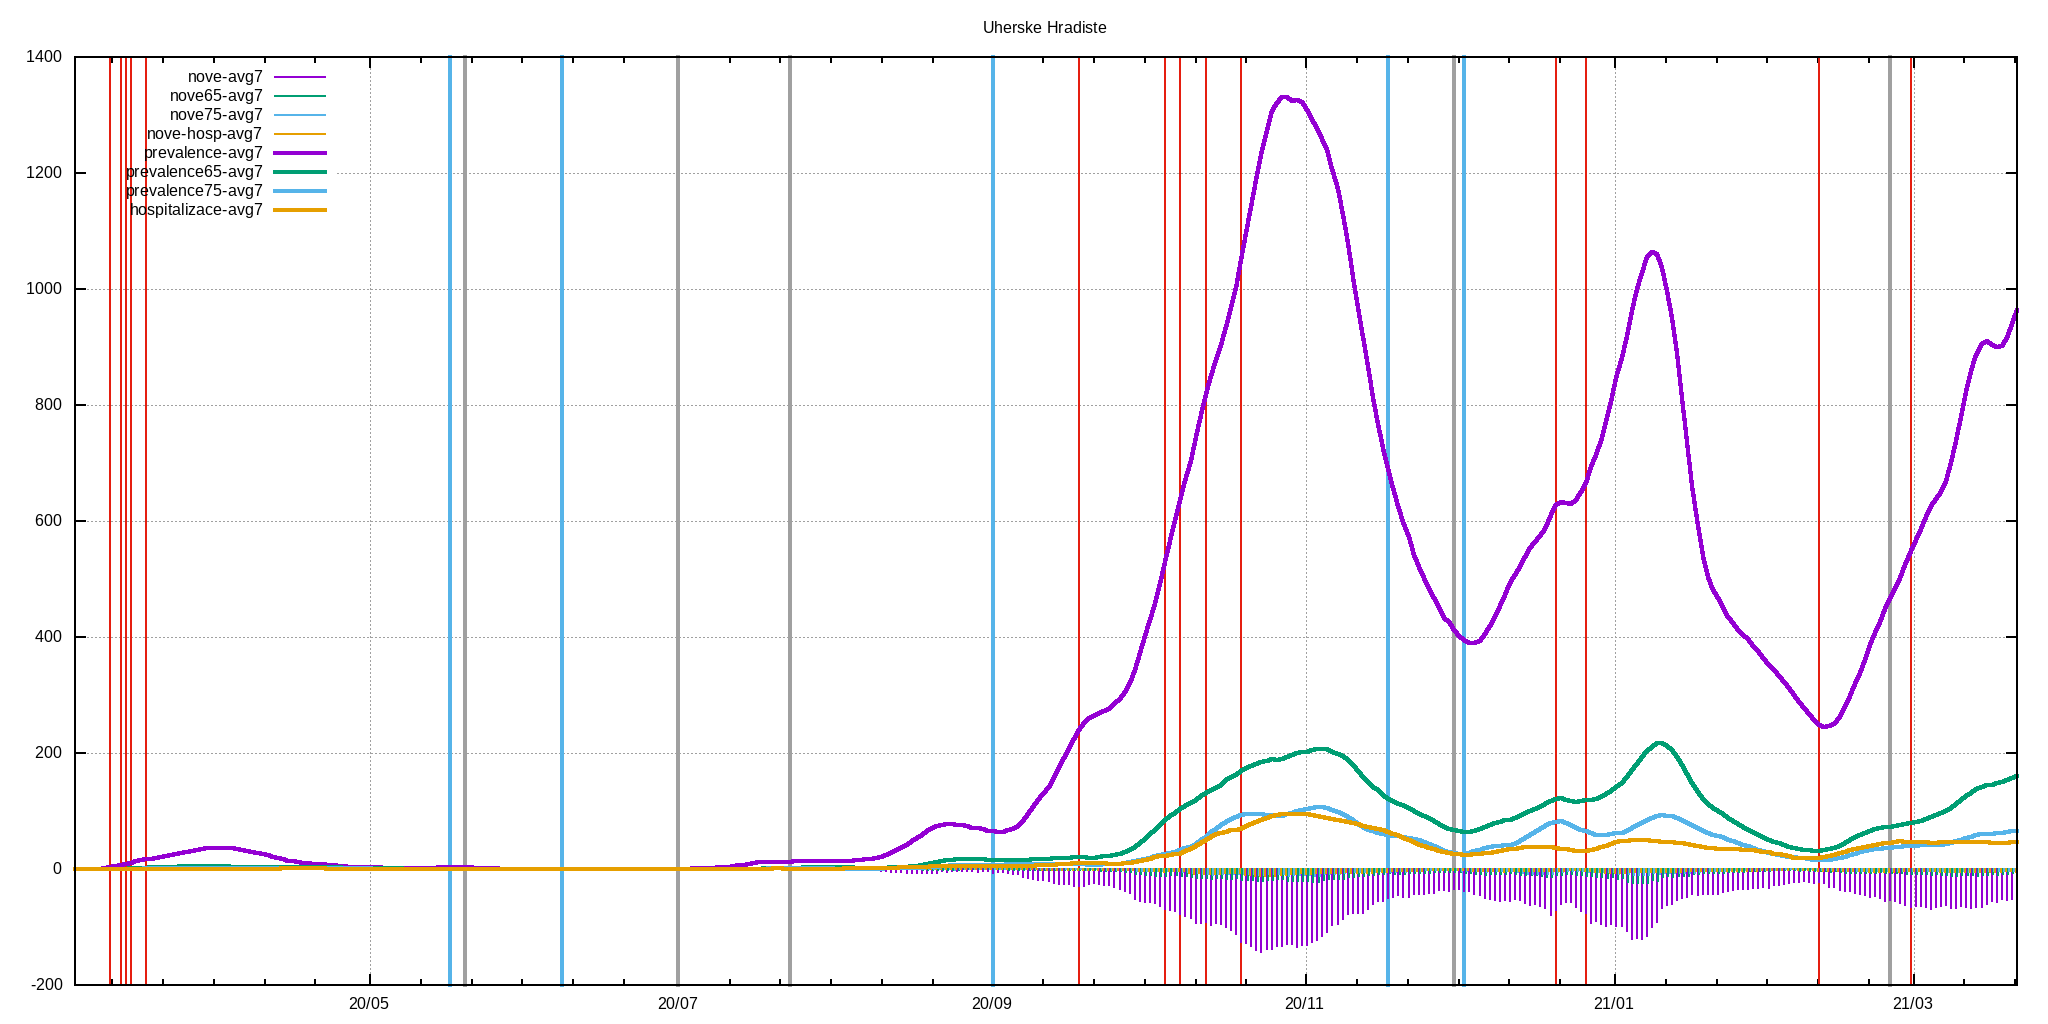 Uherske Hradiste
1400
1200
1000
800
600
400
200
0
-200
nove-avg7
nove65-avg7
nove75-avg7
nove-hosp-avg7
prevalence-avg7
prevalence65-avg7
prevalence75-avg7
hospitalizace-avg7
20/05 20/07 20/09 20/11 21/01 21/03